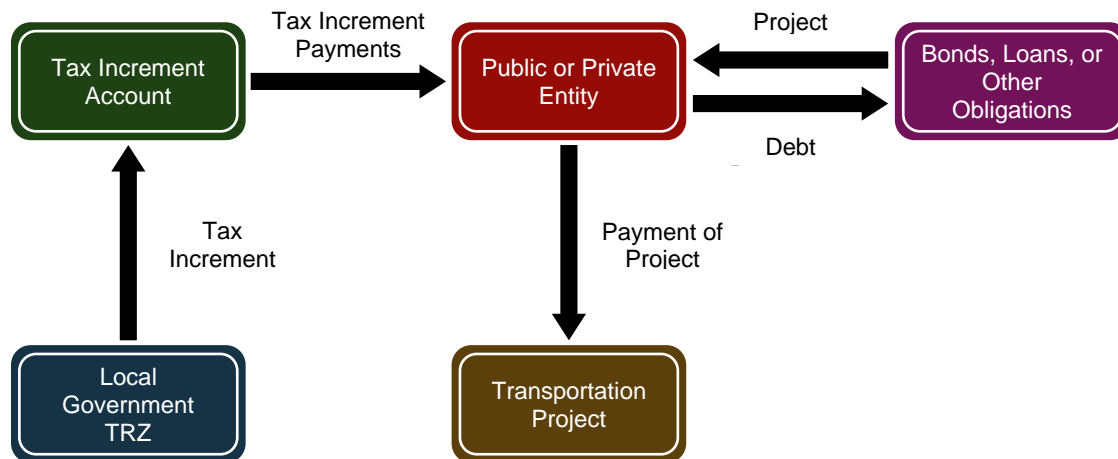 Tax Increment
Payments
Project
Tax Increment
Account
Public or Private
Entity
Bonds, Loans, or
Other
Obligations
Debt
Tax
Increment
Payment of
Project
Local
Government
TRZ
Transportation
Project